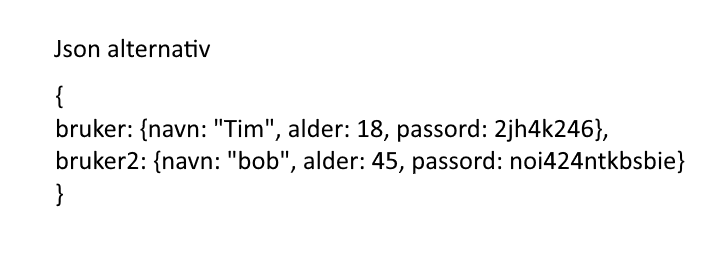 Json alternativ
{
bruker: {navn: "Tim", alder: 18, passord: 2jh4k246},
bruker2: {navn: "bob", alder: 45, passord: noi424ntkbsbie}
}